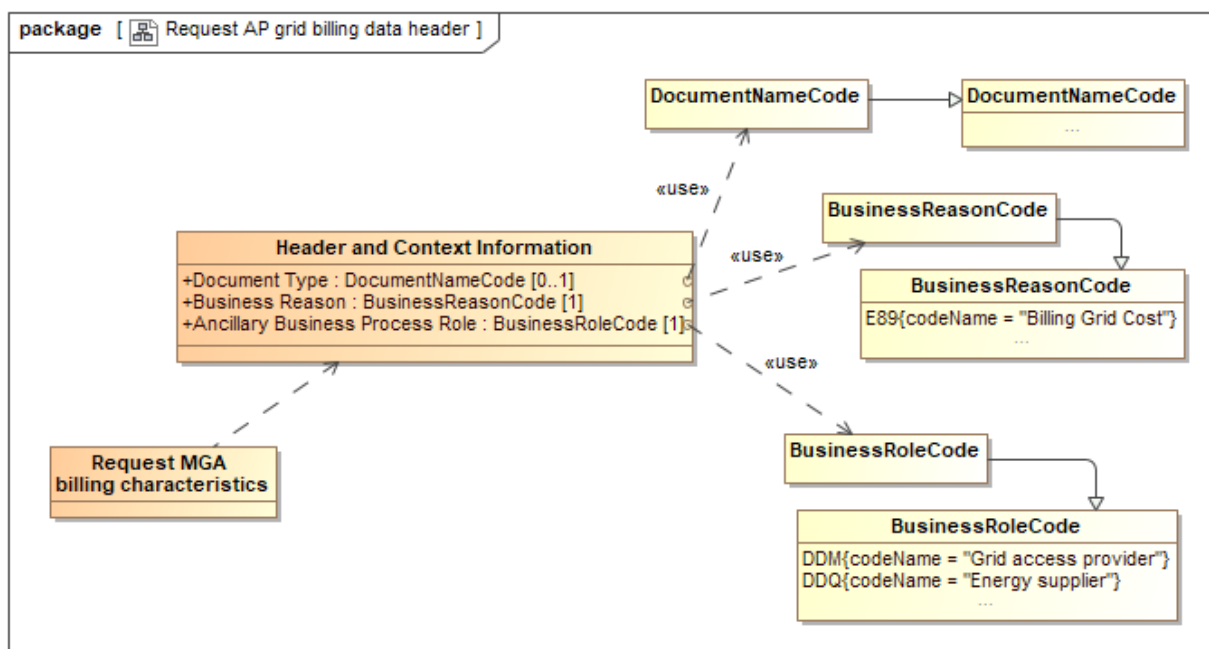 package [ Request AP grid billing data header ]
DocumentNameCode
DocumentNameCode
...
«use»
BusinessReasonCode
«use»
Header and Context Information
+Document Type : DocumentNameCode [0..1]
+Business Reason : BusinessReasonCode [1]
+Ancillary Business Process Role : BusinessRoleCode [1]
BusinessReasonCode
E89{codeName = "Billing Grid Cost"}
...
«use»
Request MGA
billing characteristics
BusinessRoleCode
BusinessRoleCode
DDM{codeName = "Grid access provider"}
DDQ{codeName = "Energy supplier"}
...